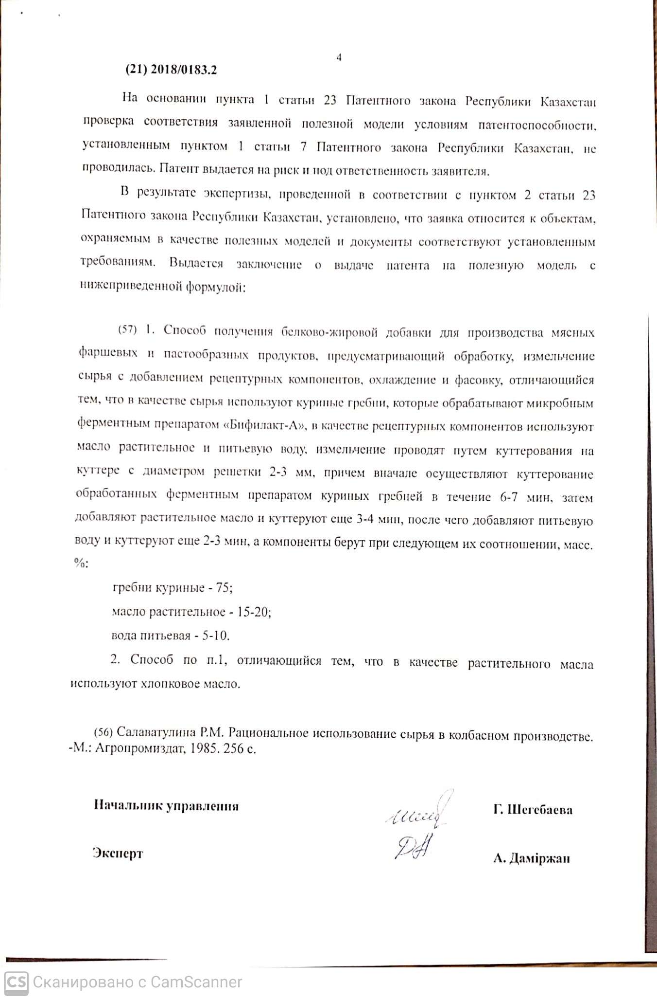 4
(21) 2018/0183.2
На основании пункта 1 статьи 23 Патентного закона Республики Казахстан
проверка соответствия заявленной полезной модели условиям патентоспособности,
установленным пунктом 1 статьи 7 Патентного закона Республики Казахстан, не
проводилась. Патент выдается на риск и под ответственность заявителя.
В результате экспертизы, проведенной в соответствии с пунктом 2 статьи 23
Патентного закона Республики Казахстан, установлено, что заявка относится к объектам,
охраняемым в качестве полезных моделей и документы соответствуют установленным
требованиям. Выдается заключение о выдаче патента на полезную модель с
нижеприведенной формулой:
(57) 1. Способ получения белково-жировой добавки для производства мясных
фаршевых и пастообразных продуктов, предусматривающий обработку, измельчение
сырья с добавлением рецептурных компонентов, охлаждение и фасовку, отличающийся
тем, что в качестве сырья используют куриные гребни, которые обрабатывают микробным
ферментным препаратом «Бифилакт-А», в качестве рецептурных компонентов используют
масло растительное и питьевую воду, измельчение проводят путем куттерования на
куттере с диаметром решетки 2-3 мм, причем вначале осуществляют куттерование
обработанных ферментным препаратом куриных гребней в течение 6-7 мин, затем
добавляют растительное масло и куттеруют еще 3-4 мин, после чего добавляют питьевую
воду и куттеруют еще 2-3 мин, а компоненты берут при следующем их соотношении, масс.
%:
гребни куриные - 75;
масло растительное - 15-20;
вода питьевая - 5-10.
2. Способ по п.1, отличающийся тем, что в качестве растительного масла
используют хлопковое масло.
(56) Салаватулина Р.М. Рациональное использование сырья в колбасном производстве.
-М.: Агропромиздат, 1985. 256 с.
Начальник управления
Г. Шегебаева
Эксперт
А. Даміржан
CS Сканировано с CamScanner